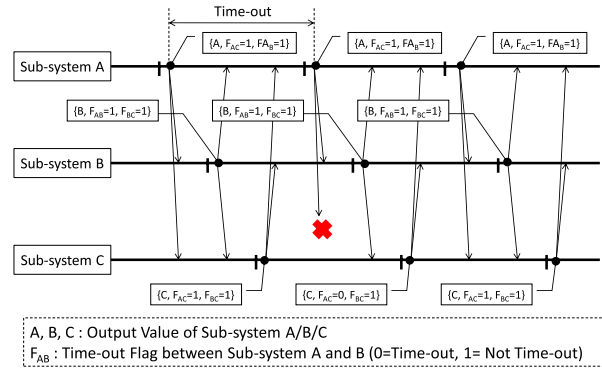 Time-out
{A, F_AC=1, FA_B=1}
{A, F_AC=1, FA_B=1}
{A, F_AC=1, FA_B=1}
Sub-system A
{B, F_AB=1, F_BC=1}
{B, F_AB=1, F_BC=1}
{B, F_AB=1, F_BC=1}
Sub-system B
Sub-system C
{C, F_AC=1, F_BC=1}
{C, F_AC=0, F_BC=1}
{C, F_AC=1, F_BC=1}
A, B, C : Output Value of Sub-system A/B/C
F_AB : Time-out Flag between Sub-system A and B (0=Time-out, 1= Not Time-out)